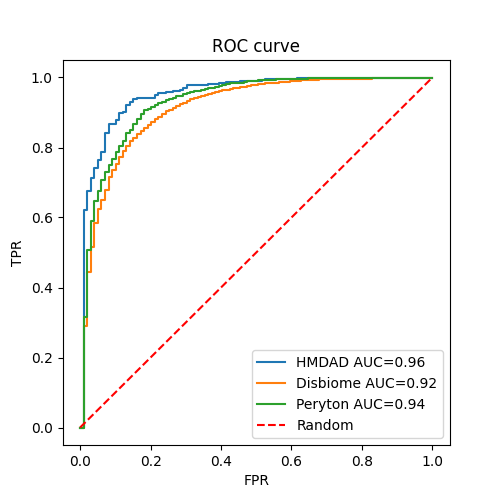 ROC curve
TPR
1.0
0.8
0.6
0.4
0.2
0.0
0.0 0.2 0.4 0.6 0.8 1.0
FPR
HMDAD AUC=0.96
Disbiome AUC=0.92
Peryton AUC=0.94
Random